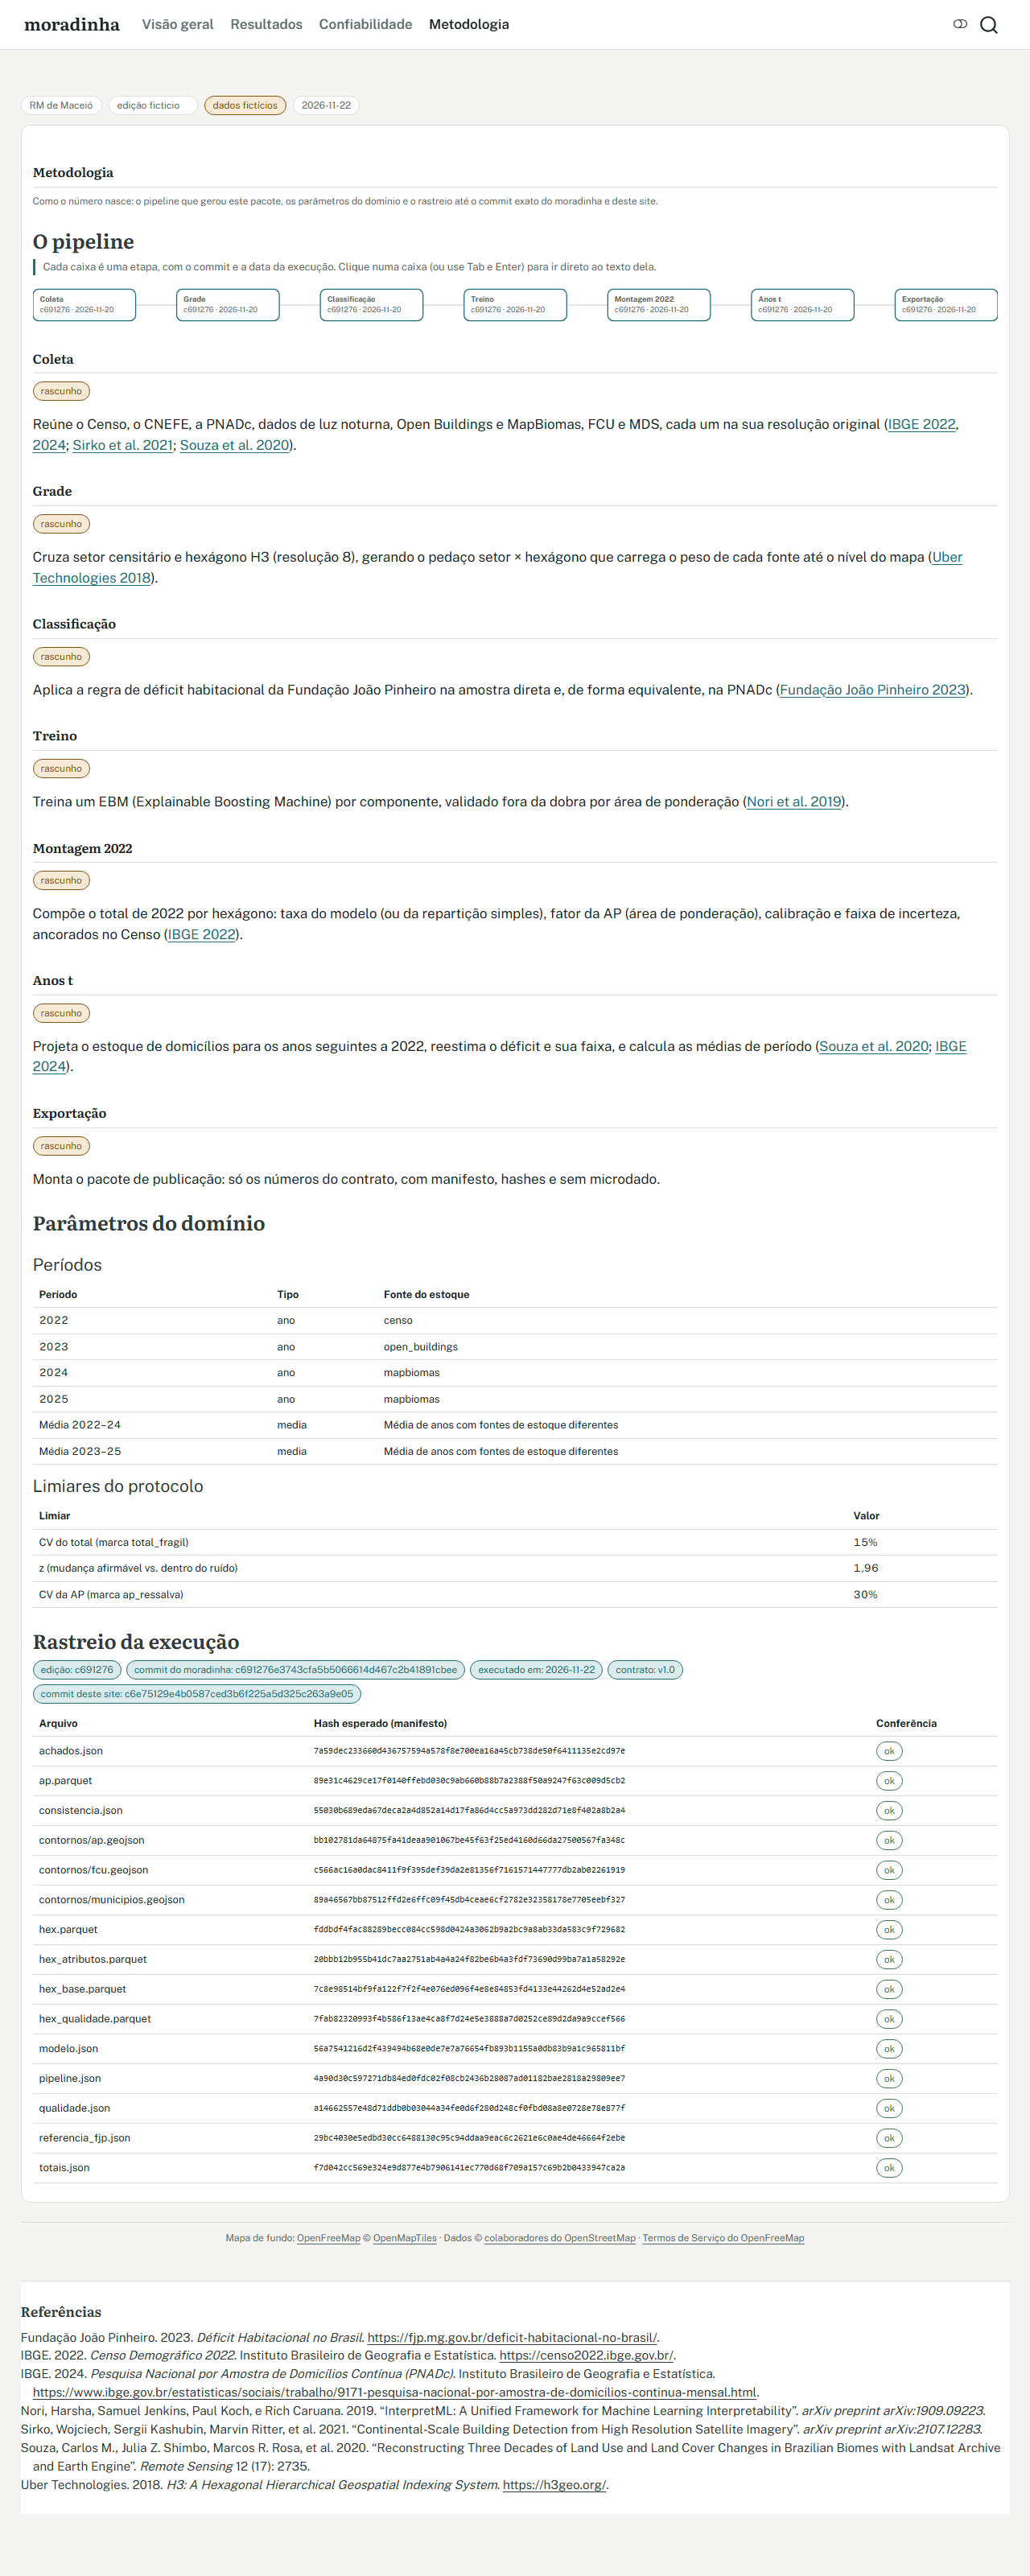 moradinha Visão geral Resultados Confiabilidade Metodologia
RM de Maceió edição ficticio dados fictícios 2026-11-22
Metodologia
Como o número nasce: o pipeline que gerou este pacote, os parâmetros do domínio e o rastreio até o commit exato do moradinha e deste site.
O pipeline
Cada caixa é uma etapa, com o commit e a data da execução. Clique numa caixa (ou use Tab e Enter) para ir direto ao texto dela.
Coleta Grade Classificação Treino Montagem 2022 Anos t Exportação
c691276 · 2026-11-20 c691276 · 2026-11-20 c691276 · 2026-11-20 c691276 · 2026-11-20 c691276 · 2026-11-20 c691276 · 2026-11-20 c691276 · 2026-11-20
Coleta
rascunho
Reúne o Censo, o CNEFE, a PNADc, dados de luz noturna, Open Buildings e MapBiomas, FCU e MDS, cada um na sua resolução original (IBGE 2022,
2024; Sirko et al. 2021; Souza et al. 2020).
Grade
rascunho
Cruza setor censitário e hexágono H3 (resolução 8), gerando o pedaço setor × hexágono que carrega o peso de cada fonte até o nível do mapa (Uber
Technologies 2018).
Classificação
rascunho
Aplica a regra de déficit habitacional da Fundação João Pinheiro na amostra direta e, de forma equivalente, na PNADc (Fundação João Pinheiro 2023).
Treino
rascunho
Treina um EBM (Explainable Boosting Machine) por componente, validado fora da dobra por área de ponderação (Nori et al. 2019).
Montagem 2022
rascunho
Compõe o total de 2022 por hexágono: taxa do modelo (ou da repartição simples), fator da AP (área de ponderação), calibração e faixa de incerteza,
ancorados no Censo (IBGE 2022).
Anos t
rascunho
Projeta o estoque de domicílios para os anos seguintes a 2022, reestima o déficit e sua faixa, e calcula as médias de período (Souza et al. 2020; IBGE
2024).
Exportação
rascunho
Monta o pacote de publicação: só os números do contrato, com manifesto, hashes e sem microdado.
Parâmetros do domínio
Períodos
Período Tipo Fonte do estoque
2022 ano censo
2023 ano open_buildings
2024 ano mapbiomas
2025 ano mapbiomas
Média 2022–24 media Média de anos com fontes de estoque diferentes
Média 2023–25 media Média de anos com fontes de estoque diferentes
Limiares do protocolo
Limiar Valor
CV do total (marca total_fragil) 15%
z (mudança afirmável vs. dentro do ruído) 1,96
CV da AP (marca ap_ressalva) 30%
Rastreio da execução
edição: c691276 commit do moradinha: c691276e3743cfa5b5066614d467c2b41891cbee executado em: 2026-11-22 contrato: v1.0
commit deste site: c6e75129e4b0587ced3b6f225a5d325c263a9e05
Arquivo Hash esperado (manifesto) Conferência
achados.json 7a59dec233660d436757594a578f8e700ea16a45cb738de50f6411135e2cd97e ok
ap.parquet 89e31c4629ce17f0140ffebd030c9ab660b88b7a2388f50a9247f63c009d5cb2 ok
consistencia.json 55030b689eda67deca2a4d852a14d17fa86d4cc5a973dd282d71e8f402a8b2a4 ok
contornos/ap.geojson bb102781da64875fa41deaa901067be45f63f25ed4160d66da27500567fa348c ok
contornos/fcu.geojson c566ac16a0dac8411f9f395def39da2e81356f7161571447777db2ab02261919 ok
contornos/municipios.geojson 89a46567bb87512ffd2e6ffc09f45db4ceae6cf2782e32358178e7705eebf327 ok
hex.parquet fddbdf4fac88289becc084cc598d0424a3062b9a2bc9a8ab33da583c9f729682 ok
hex_atributos.parquet 20bbb12b955b41dc7aa2751ab4a4a24f82be6b4a3fdf73690d99ba7a1a58292e ok
hex_base.parquet 7c8e98514bf9fa122f7f2f4e076ed096f4e8e84853fd4133e44262d4e52ad2e4 ok
hex_qualidade.parquet 7fab82320993f4b586f13ae4ca8f7d24e5e3888a7d0252ce89d2da9a9ccef566 ok
modelo.json 56a7541216d2f439494b68e0de7e7a76654fb893b1155a0db83b9a1c965811bf ok
pipeline.json 4a90d30c597271db84ed0fdc02f08cb2436b28087ad01182bae2818a29809ee7 ok
qualidade.json a14662557e48d71ddb0b03044a34fe0d6f280d248cf0fbd08a8e0728e78e877f ok
referencia_fjp.json 29bc4030e5edbd30cc6488130c95c94ddaa9eac6c2621e6c0ae4de46664f2ebe ok
totais.json f7d042cc569e324e9d877e4b7906141ec770d68f709a157c69b2b0433947ca2a ok
Mapa de fundo: OpenFreeMap © OpenMapTiles · Dados © colaboradores do OpenStreetMap · Termos de Serviço do OpenFreeMap
Referências
Fundação João Pinheiro. 2023. Déficit Habitacional no Brasil. https://fjp.mg.gov.br/deficit-habitacional-no-brasil/.
IBGE. 2022. Censo Demográfico 2022. Instituto Brasileiro de Geografia e Estatística. https://censo2022.ibge.gov.br/.
IBGE. 2024. Pesquisa Nacional por Amostra de Domicílios Contínua (PNADc). Instituto Brasileiro de Geografia e Estatística.
https://www.ibge.gov.br/estatisticas/sociais/trabalho/9171-pesquisa-nacional-por-amostra-de-domicilios-continua-mensal.html.
Nori, Harsha, Samuel Jenkins, Paul Koch, e Rich Caruana. 2019. “InterpretML: A Unified Framework for Machine Learning Interpretability”. arXiv preprint arXiv:1909.09223.
Sirko, Wojciech, Sergii Kashubin, Marvin Ritter, et al. 2021. “Continental-Scale Building Detection from High Resolution Satellite Imagery”. arXiv preprint arXiv:2107.12283.
Souza, Carlos M., Julia Z. Shimbo, Marcos R. Rosa, et al. 2020. “Reconstructing Three Decades of Land Use and Land Cover Changes in Brazilian Biomes with Landsat Archive
and Earth Engine”. Remote Sensing 12 (17): 2735.
Uber Technologies. 2018. H3: A Hexagonal Hierarchical Geospatial Indexing System. https://h3geo.org/.